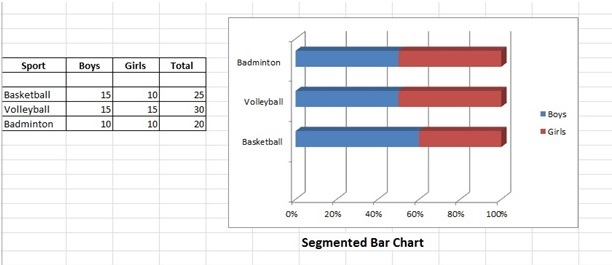 Sport Boys Girls Total
Basketball 15 10 25
Volleyball 15 15 30
Badminton 10 10 20
Badminton
Volleyball
Basketball
0% 20% 40% 60% 80% 100%
Boys
Girls
Segmented Bar Chart